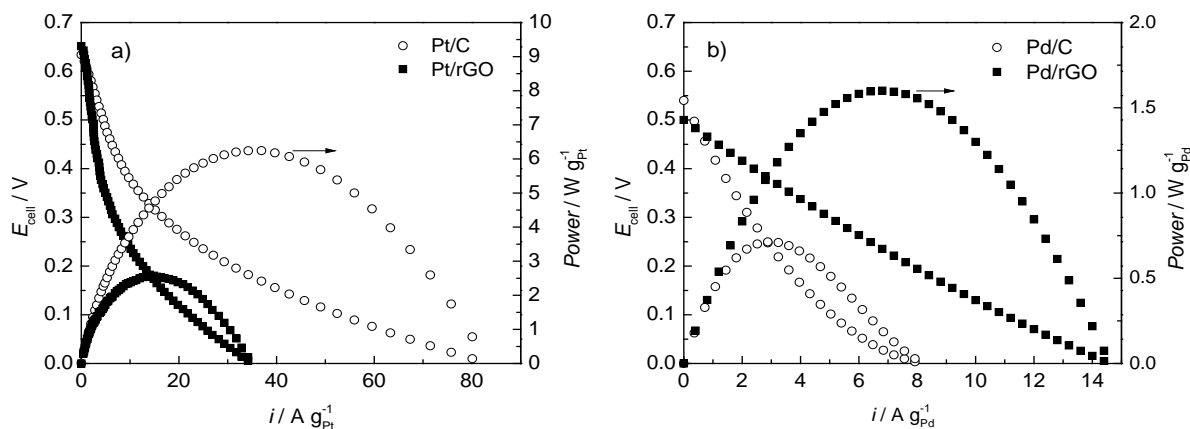 a)
Pt/C
Pt/rGO
0.7
0.6
0.5
0.4
0.3
0.2
0.1
0.0
E_cell / V
10
9
8
7
6
5
4
3
2
1
0
Power / W g_Pt^-1
0 20 40 60 80
i / A g_Pt^-1
b)
Pd/C
Pd/rGO
0.7
0.6
0.5
0.4
0.3
0.2
0.1
0.0
E_cell / V
2.0
1.5
1.0
0.5
0.0
Power / W g_Pd^-1
0 2 4 6 8 10 12 14
i / A g_Pd^-1